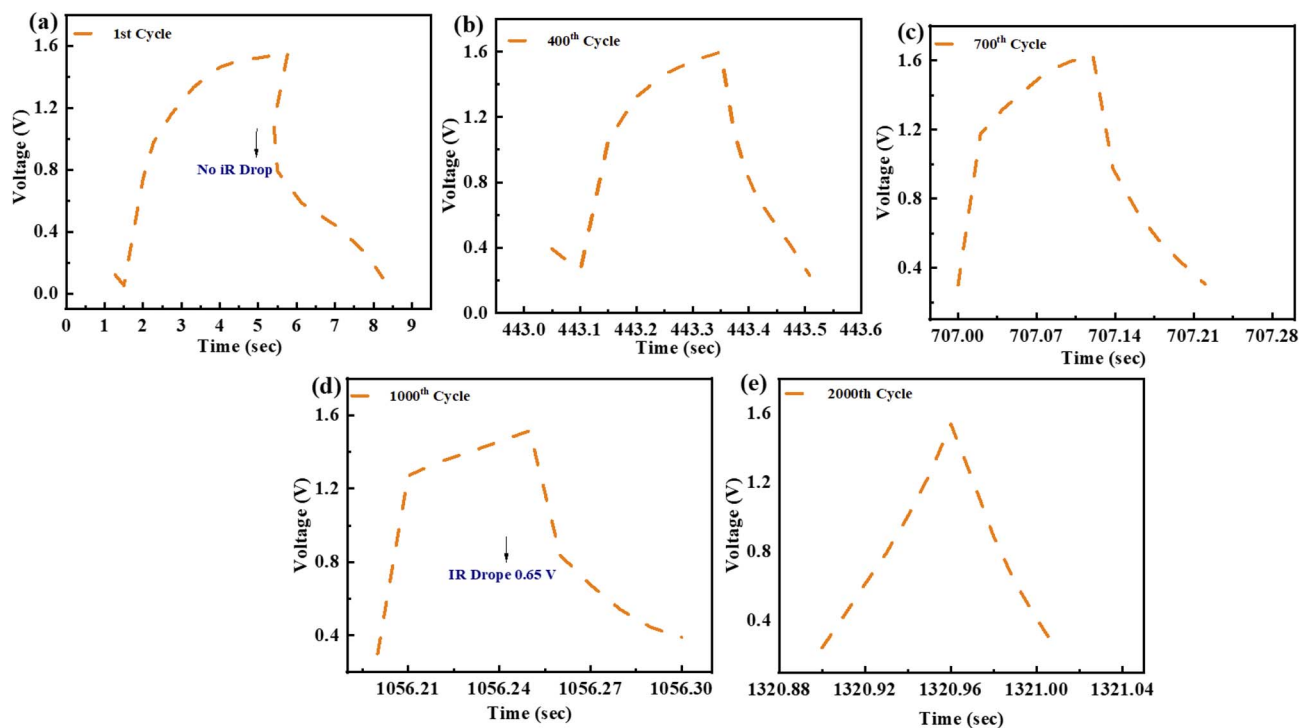 (a)
1st Cycle
1.6
1.2
0.8
0.4
0.0
Voltage (V)
No iR Drop
0 1 2 3 4 5 6 7 8 9
Time (sec)
(b)
400th Cycle
1.6
1.2
0.8
0.4
0.0
Voltage (V)
443.0 443.1 443.2 443.3 443.4 443.5 443.6
Time (sec)
(c)
700th Cycle
1.6
1.2
0.8
0.4
Voltage (V)
707.00 707.07 707.14 707.21 707.28
Time (sec)
(d)
1000th Cycle
1.6
1.2
0.8
0.4
Voltage (V)
IR Drope 0.65 V
1056.21 1056.24 1056.27 1056.30
Time (sec)
(e)
2000th Cycle
1.6
1.2
0.8
0.4
Voltage (V)
1320.88 1320.92 1320.96 1321.00 1321.04
Time (sec)